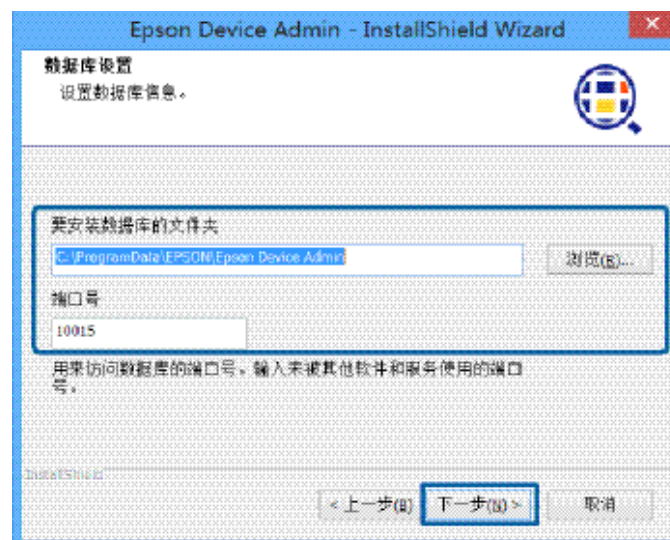 Epson Device Admin - InstallShield Wizard
数据库设置
设置数据库信息。
要安装数据库的文件夹
C:\ProgramData\EPSON\Epson Device Admin
浏览(R)...
端口号
10015
用来访问数据库的端口号。输入未被其他软件和服务使用的端口
号。
InstallShield
<上一步(B)
下一步(N)>
取消